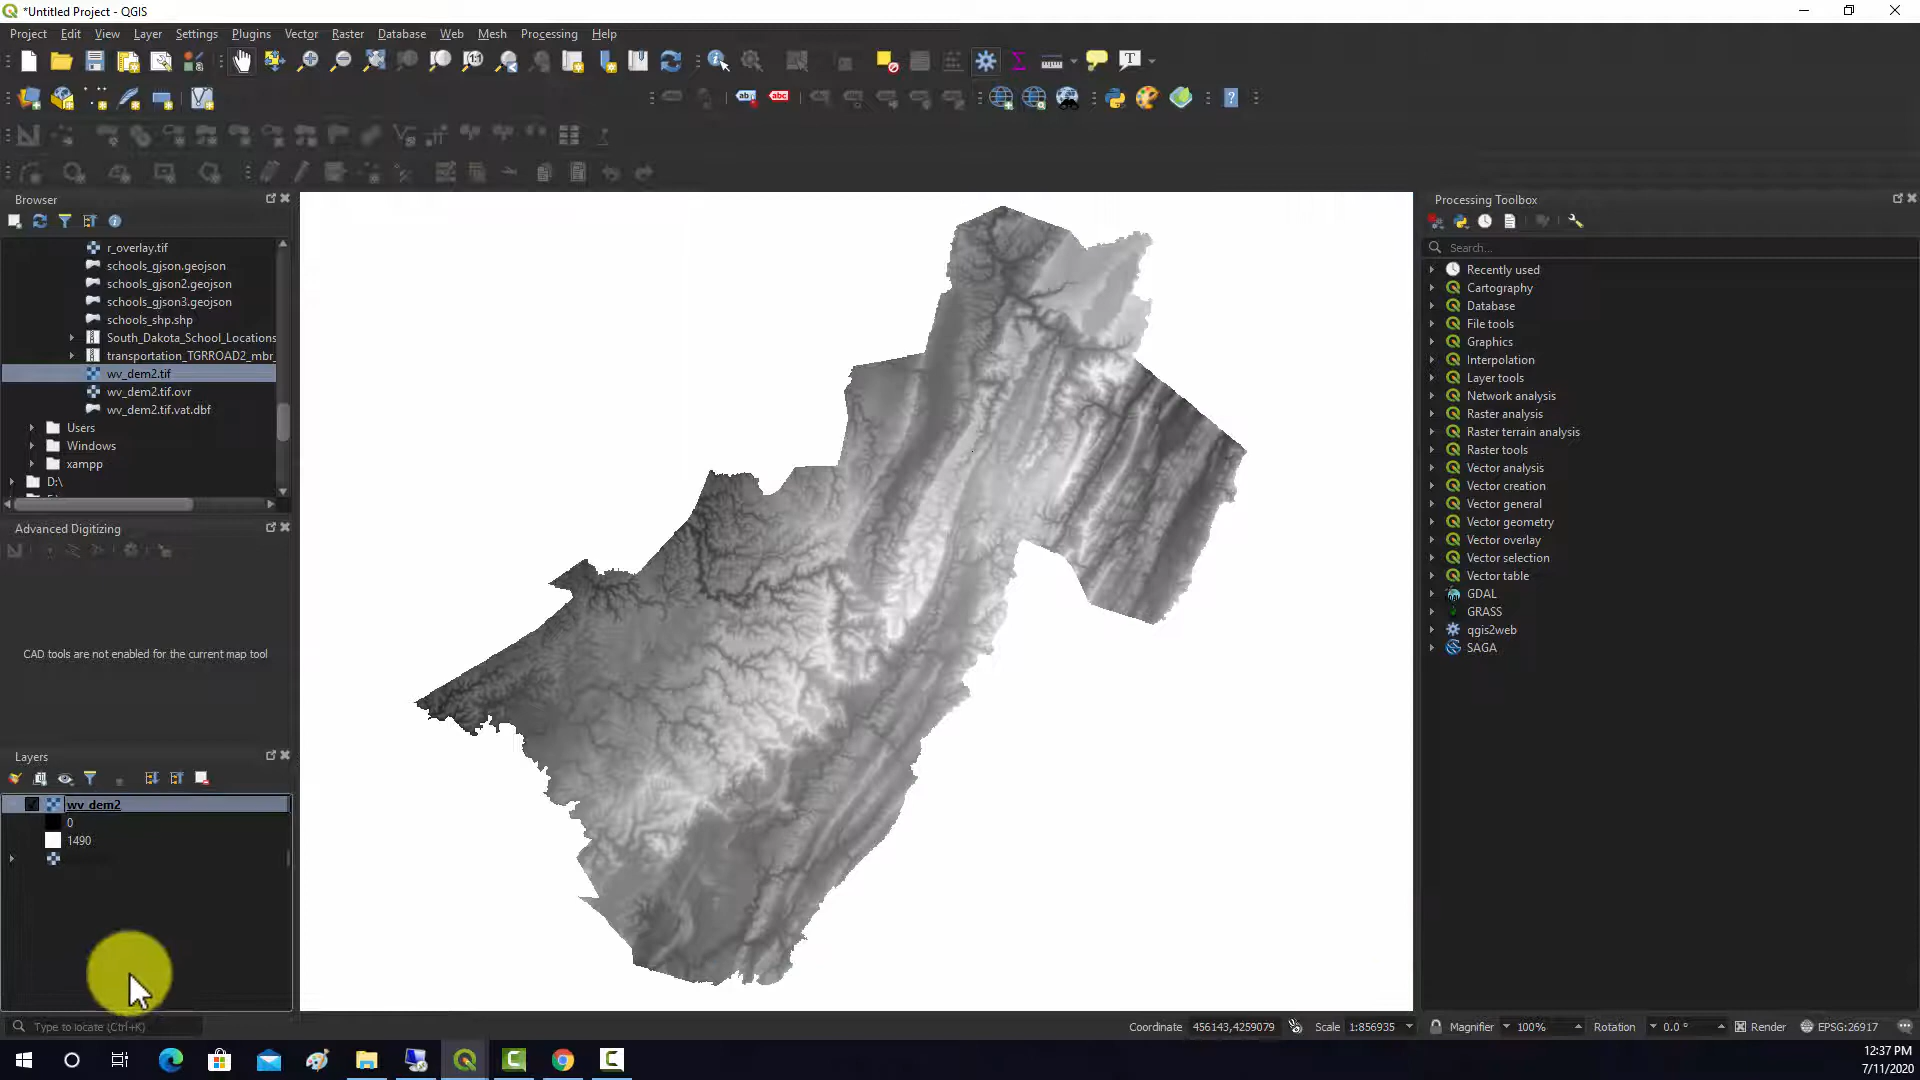 *Untitled Project - QGIS
Project Edit View Layer Settings Plugins Vector Raster Database Web Mesh Processing Help
Browser
r_overlay.tif
schools_gjson.geojson
schools_gjson2.geojson
schools_gjson3.geojson
schools_shp.shp
South_Dakota_School_Locations
transportation_TGRROAD2_mbr_
wv_dem2.tif
wv_dem2.tif.ovr
wv_dem2.tif.vat.dbf
Users
Windows
xampp
D:\
Advanced Digitizing
CAD tools are not enabled for the current map tool
Layers
wv_dem2
0
1490
Processing Toolbox
Search...
Recently used
Cartography
Database
File tools
Graphics
Interpolation
Layer tools
Network analysis
Raster analysis
Raster terrain analysis
Raster tools
Vector analysis
Vector creation
Vector general
Vector geometry
Vector overlay
Vector selection
Vector table
GDAL
GRASS
qgis2web
SAGA
Type to locate (Ctrl+K)
Coordinate 456143,4259079 Scale 1:856935 Magnifier 100% Rotation 0.0 ° Render EPSG:26917
12:37 PM
7/11/2020